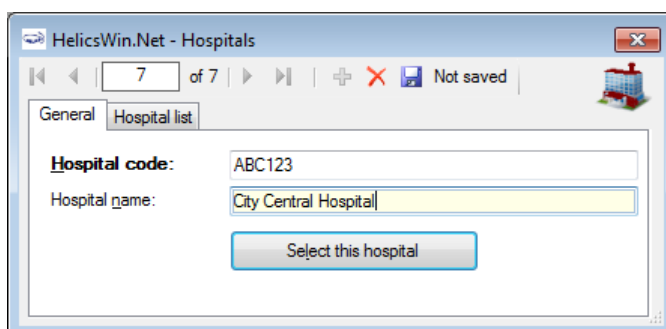 HelicsWin.Net - Hospitals
7 of 7 Not saved
General Hospital list
Hospital code: ABC123
Hospital name: City Central Hospital
Select this hospital